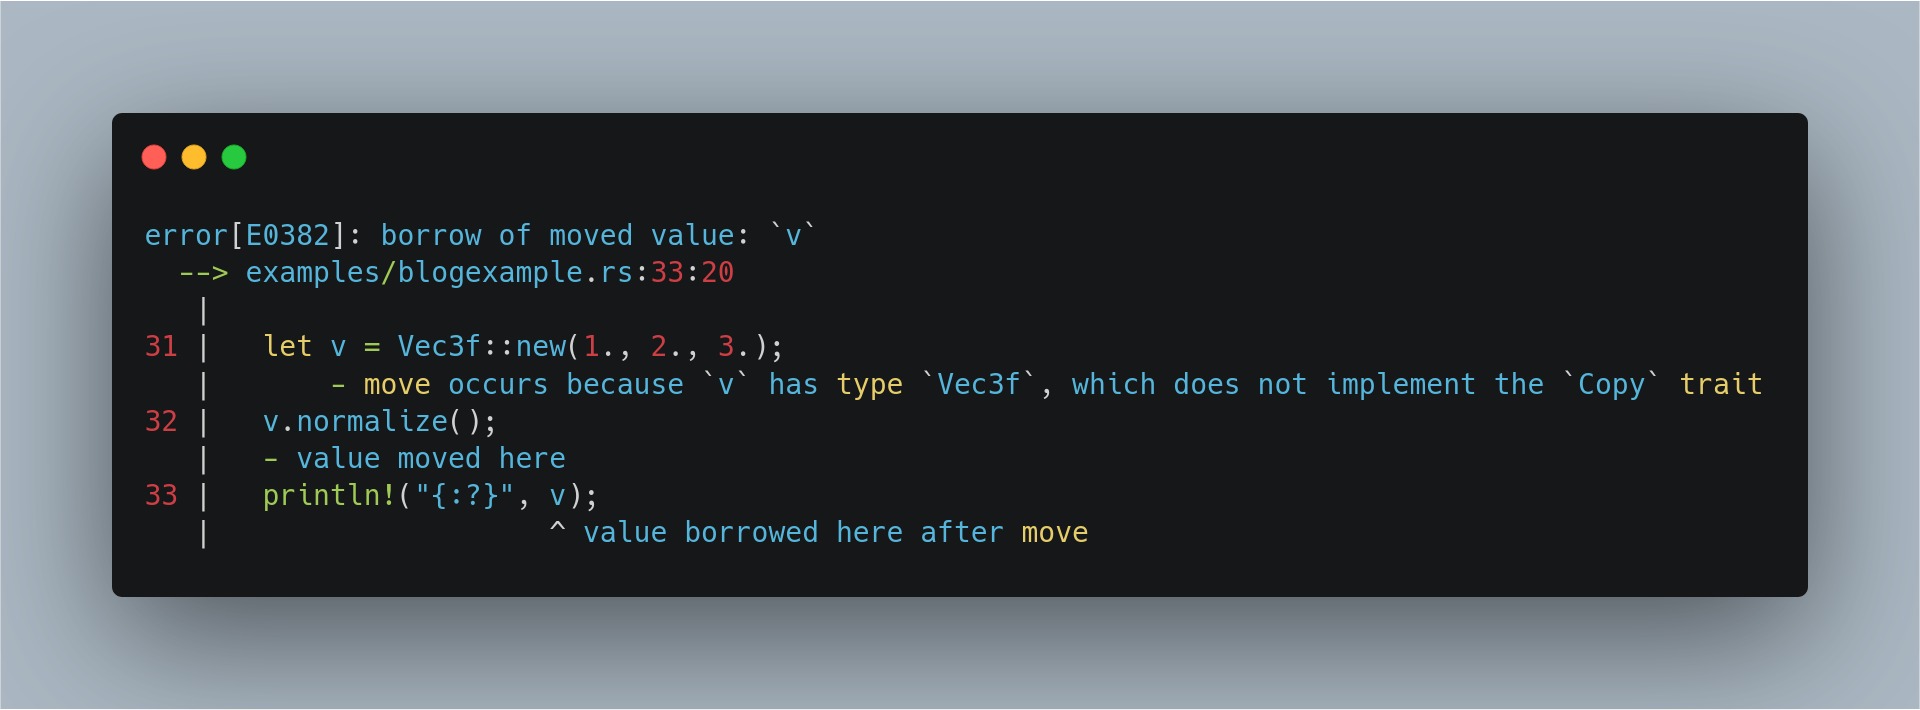 error[E0382]: borrow of moved value: `v`
  --> examples/blogexample.rs:33:20
   |
31 |   let v = Vec3f::new(1., 2., 3.);
   |       - move occurs because `v` has type `Vec3f`, which does not implement the `Copy` trait
32 |   v.normalize();
   |   - value moved here
33 |   println!("{:?}", v);
   |                    ^ value borrowed here after move